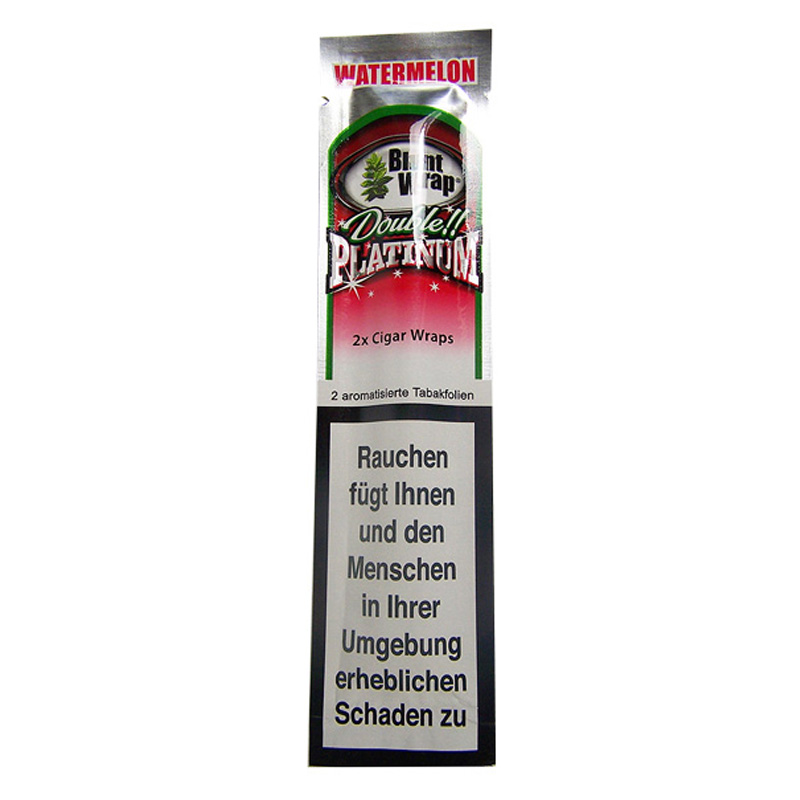 WATERMELON
Blunt
Wrap®
Double!!
PLATINUM
2x Cigar Wraps
2 aromatisierte Tabakfolien
Rauchen
fügt Ihnen
und den
Menschen
in Ihrer
Umgebung
erheblichen
Schaden zu